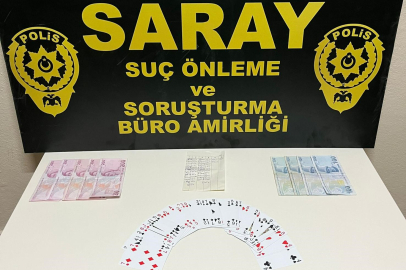 SARAY
POLİS
POLİS
SUÇ ÖNLEME
ve
SORUŞTURMA
BÜRO AMİRLİĞİ